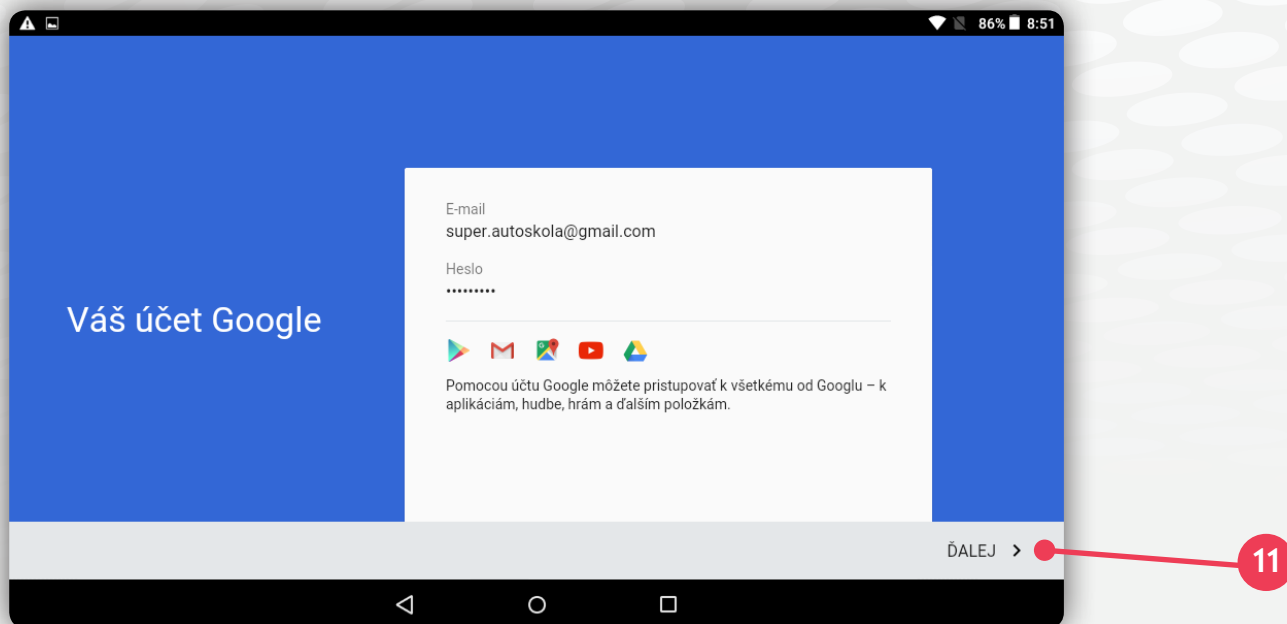 86% 8:51
Váš účet Google
E-mail
super.autoskola@gmail.com
Heslo
•••••••••
Pomocou účtu Google môžete pristupovať k všetkému od Googlu – k
aplikáciám, hudbe, hrám a ďalším položkám.
ĎALEJ
11